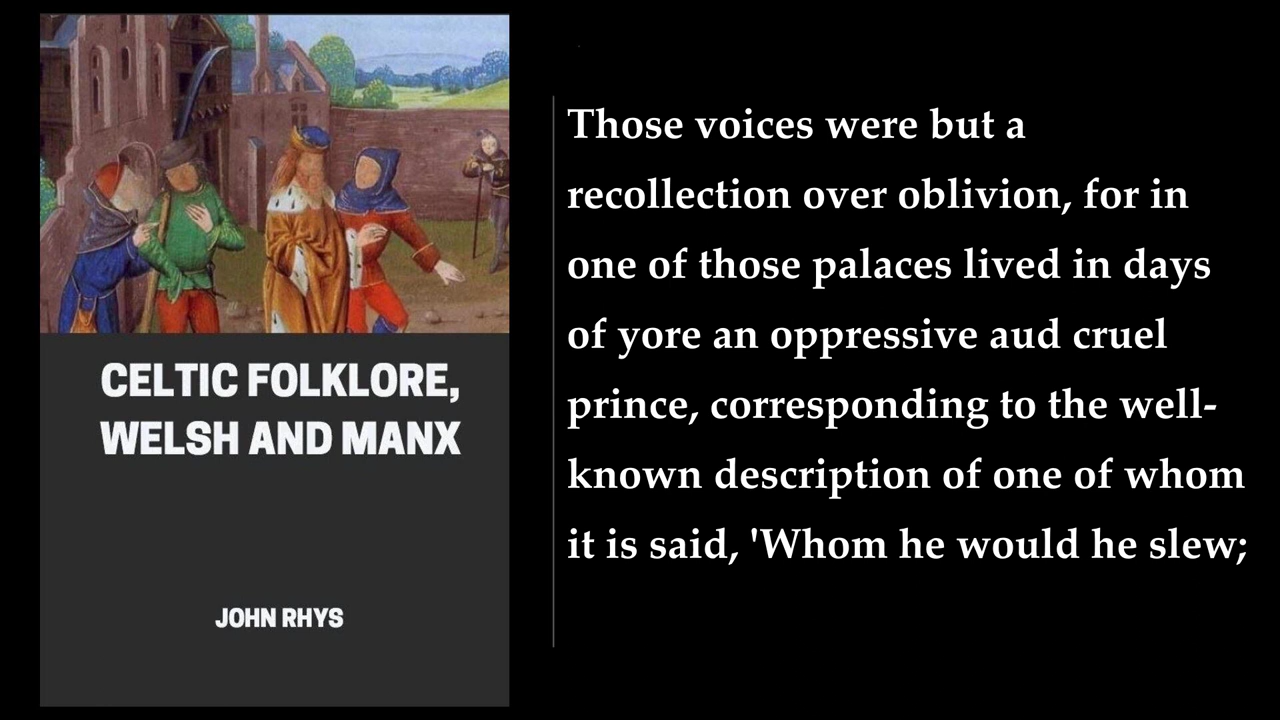 CELTIC FOLKLORE,
WELSH AND MANX
JOHN RHYS
Those voices were but a
recollection over oblivion, for in
one of those palaces lived in days
of yore an oppressive aud cruel
prince, corresponding to the well-
known description of one of whom
it is said, 'Whom he would he slew;